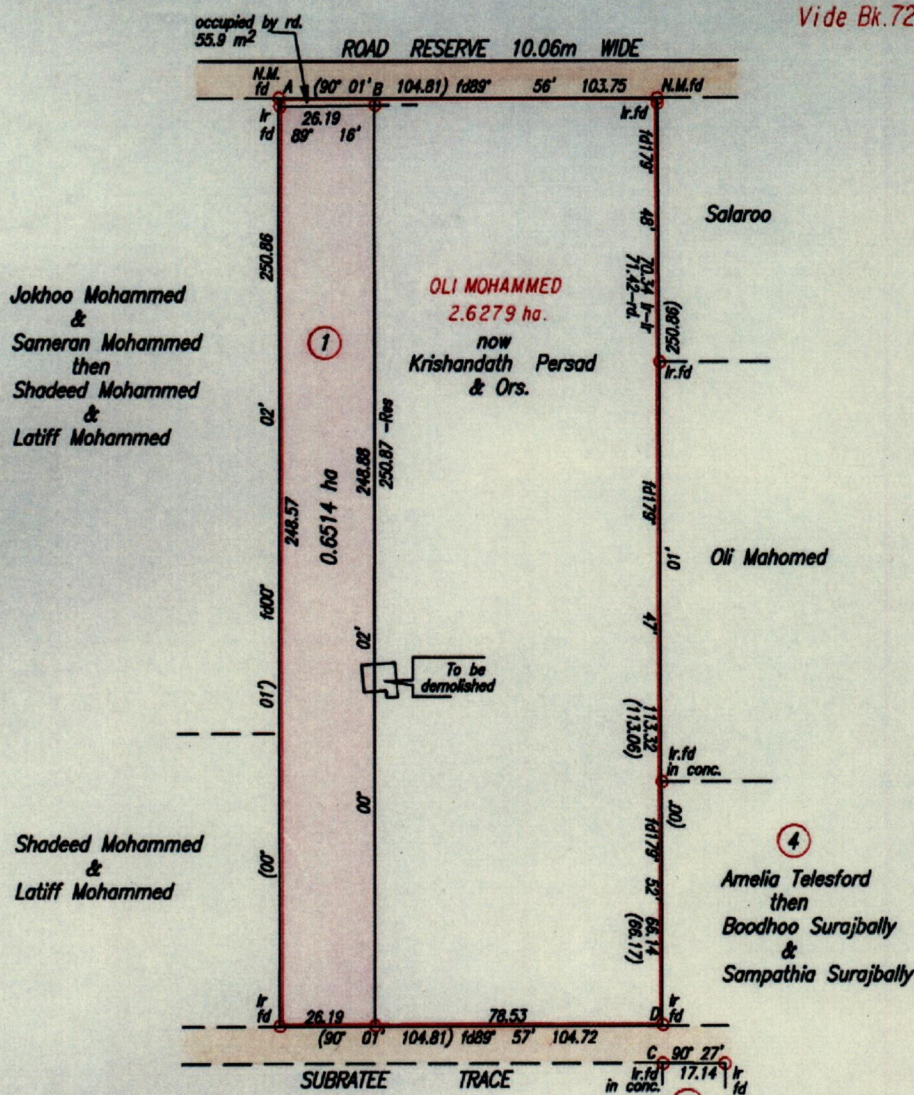 Vide Bk.72
occupied by rd.
55.9 m²
ROAD RESERVE 10.06m WIDE
N.M.
fd
A (90° 01' B 104.81) fd89° 56' 103.75 N.M.fd
Ir
fd
26.19
89° 16'
Ir.fd
fd179° 48'
70.34 Ir-Ir
71.42-rd.
(250.86)
Salaroo
250.86
Jokhoo Mohammed
&
Sameran Mohammed
then
Shadeed Mohammed
&
Latiff Mohammed
1
OLI MOHAMMED
2.6279 ha.
now
Krishandath Persad
& Ors.
Ir.fd
02'
248.57
0.6514 ha
248.88
250.87 -Res
fd179°
01'
47'
Oli Mahomed
fd00°
02'
To be
demolished
01')
113.32
(113.06)
Ir.fd
in conc.
00°
(00°
Shadeed Mohammed
&
Latiff Mohammed
.00)
fd179° 52'
66.14
(66.17)
4
Amelia Telesford
then
Boodhoo Surajbally
&
Sampathia Surajbally
Ir
fd
26.19 78.53 D
Ir
fd
(90° 01' 104.81) fd89° 57' 104.72
SUBRATEE TRACE
C 90° 27'
Ir.fd
in conc.
17.14
Ir
fd